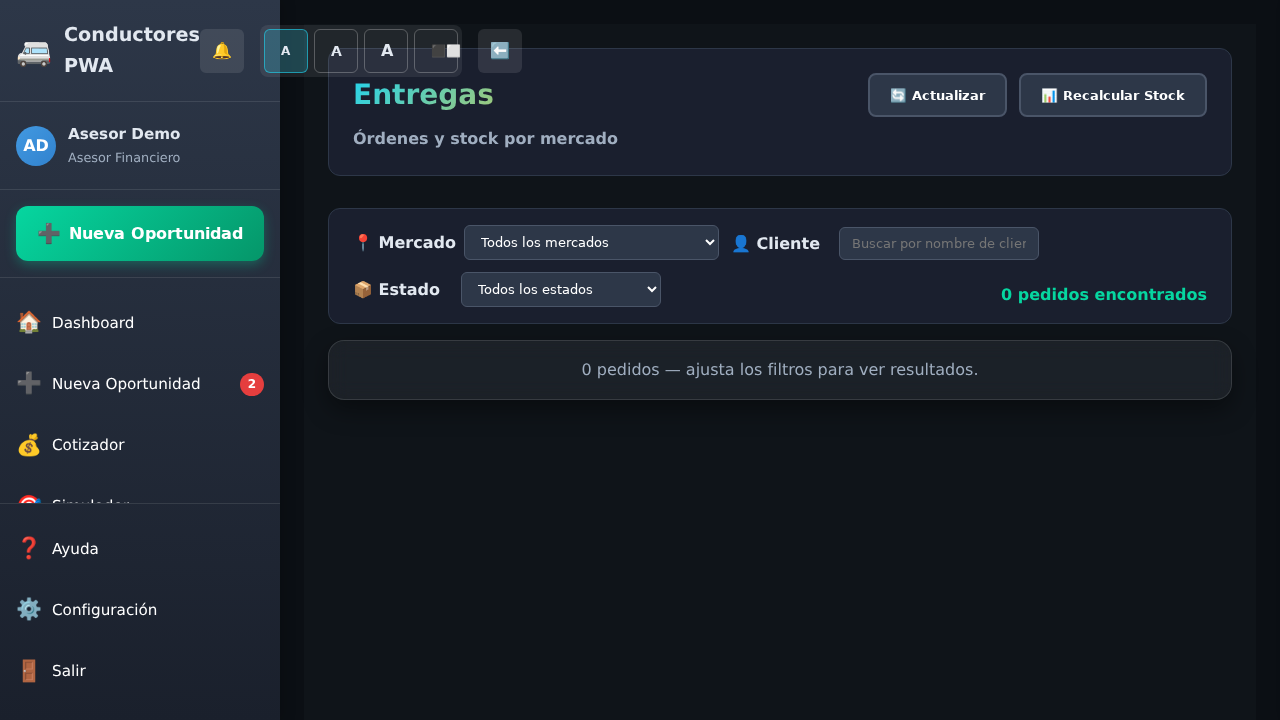 Conductores
PWA
A
A
A
Entregas
Órdenes y stock por mercado
Actualizar
Recalcular Stock
AD
Asesor Demo
Asesor Financiero
Nueva Oportunidad
Mercado
Todos los mercados
Cliente
Buscar por nombre de clien
Estado
Todos los estados
0 pedidos encontrados
0 pedidos — ajusta los filtros para ver resultados.
Dashboard
Nueva Oportunidad
2
Cotizador
Simulador
Ayuda
Configuración
Salir